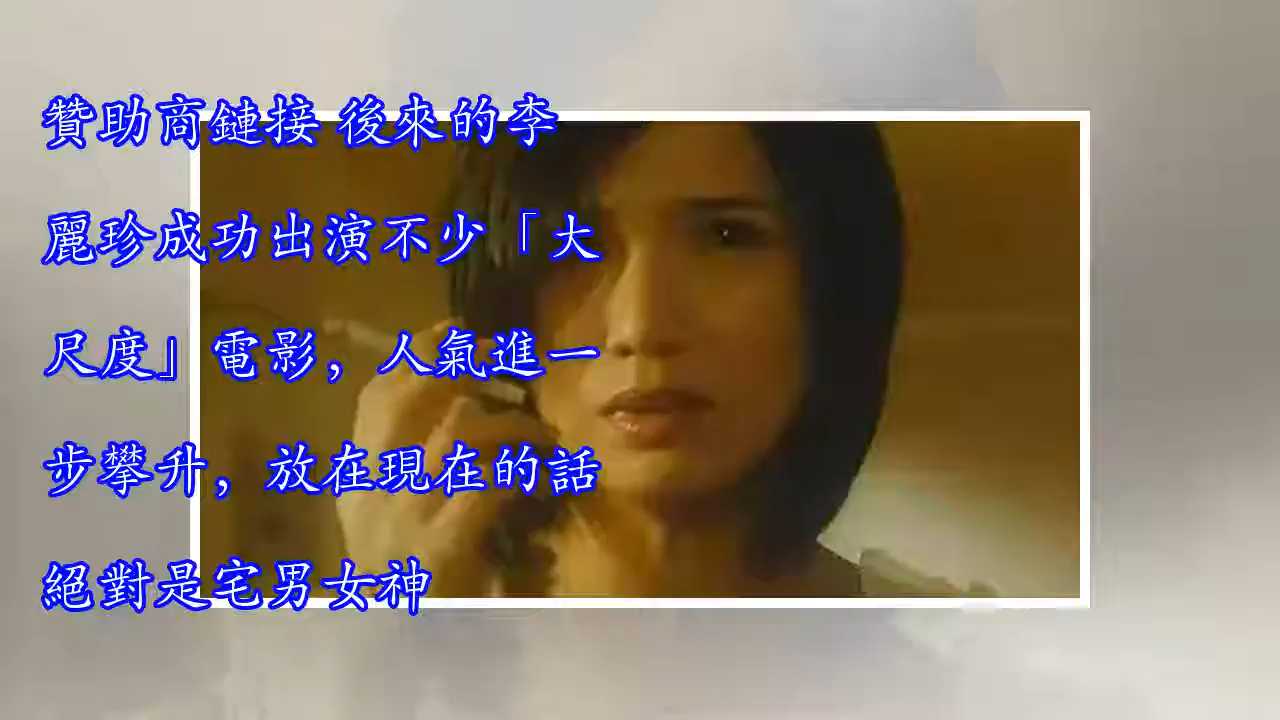 贊助商鏈接 後來的李
麗珍成功出演不少「大
尺度」電影，人氣進一
步攀升，放在現在的話
絕對是宅男女神